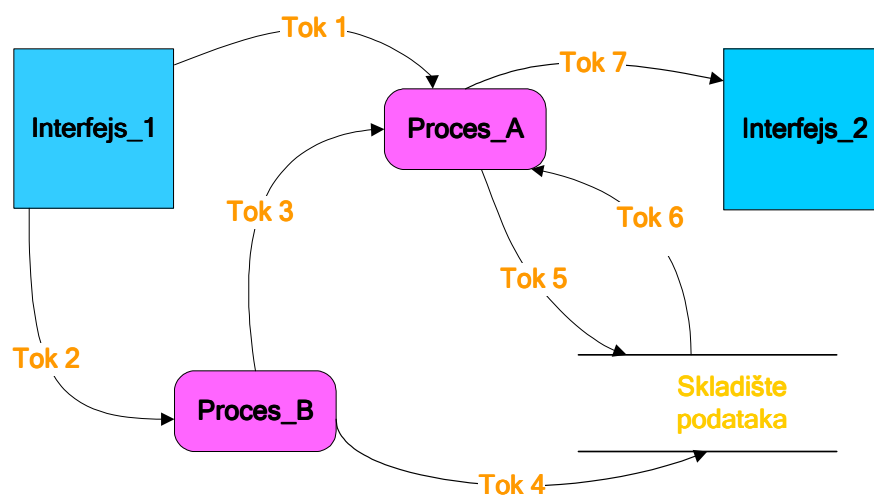 Tok 1
Tok 7
Interfejs_1
Proces_A
Interfejs_2
Tok 3
Tok 6
Tok 5
Tok 2
Proces_B
Skladište
podataka
Tok 4